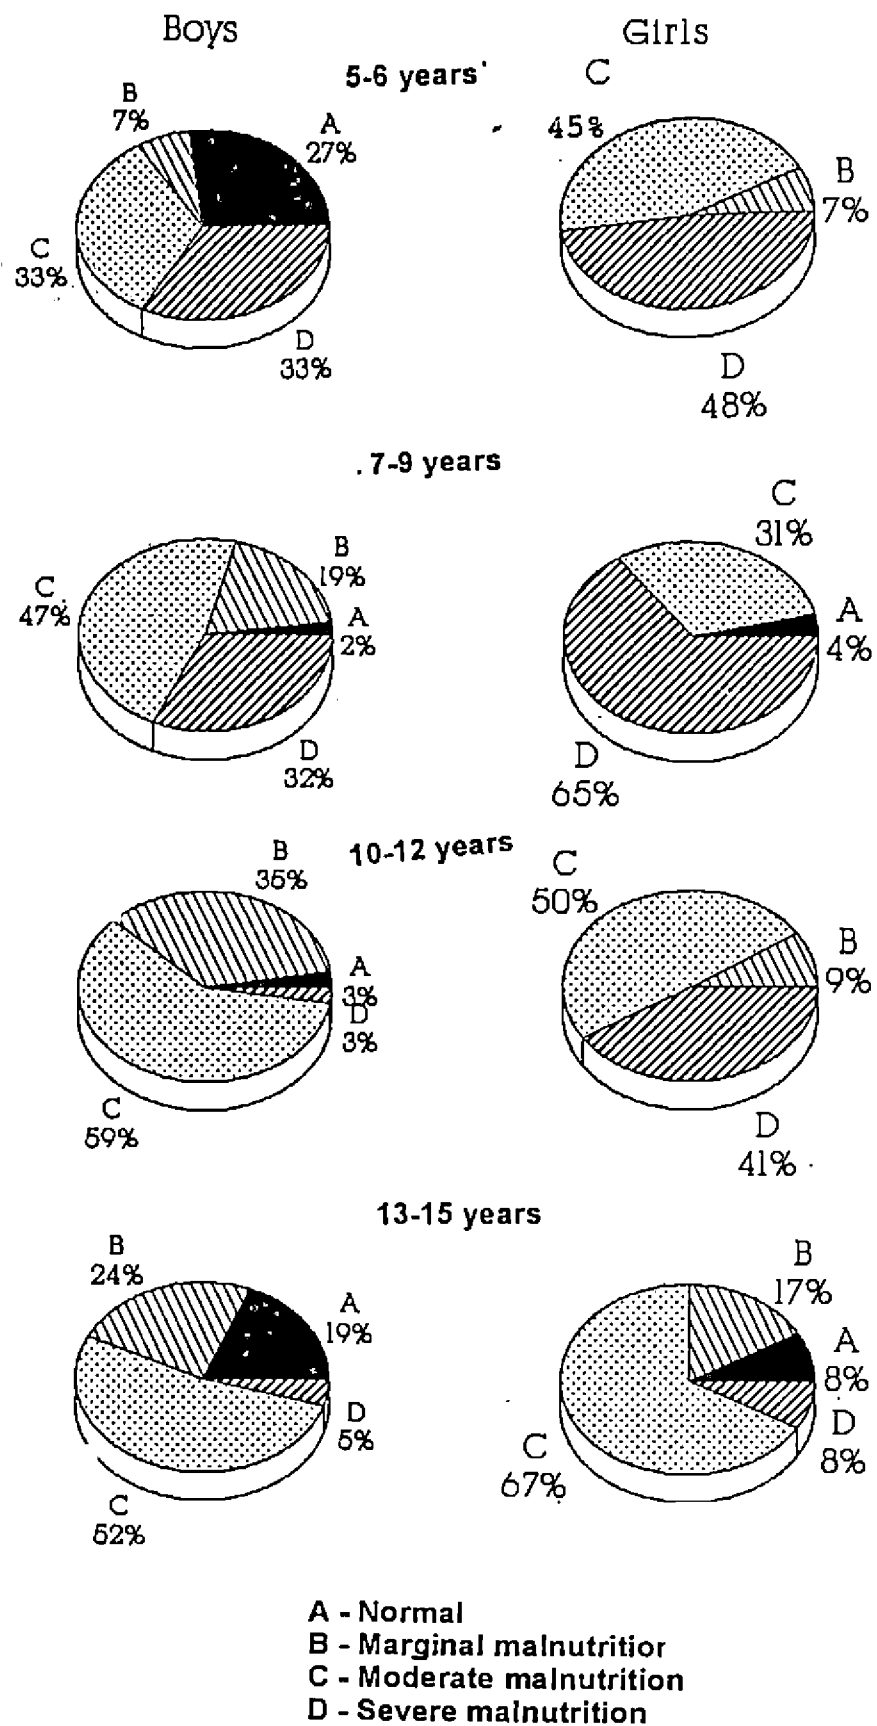 Boys
Girls
5-6 years
B
7%
A
27%
C
33%
D
33%
C
45%
B
7%
D
48%
7-9 years
C
47%
B
19%
A
2%
D
32%
C
31%
A
4%
D
65%
10-12 years
B
35%
A
3%
D
3%
C
59%
C
50%
B
9%
D
41%
13-15 years
B
24%
A
19%
D
5%
C
52%
B
17%
A
8%
D
8%
C
67%
A - Normal
B - Marginal malnutritior
C - Moderate malnutrition
D - Severe malnutrition